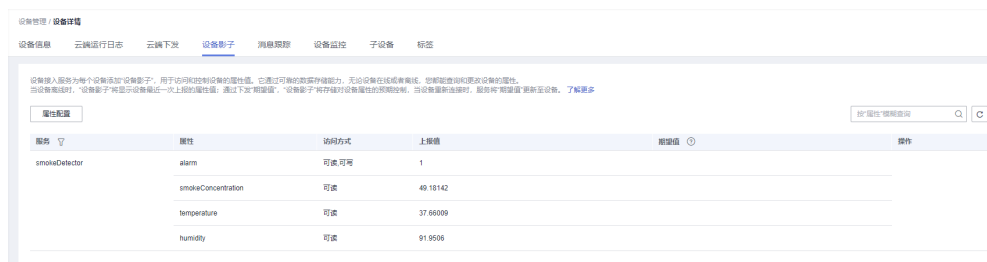 设备管理 / 设备详情
设备信息 云端运行日志 云端下发 设备影子 消息跟踪 设备监控 子设备 标签
设备接入服务为每个设备添加"设备影子"，用于访问和控制设备的属性值。它通过可靠的数据存储能力，无论设备在线或者离线，您都能查询和更改设备的属性。
当设备离线时，"设备影子"将显示设备最近一次上报的属性值；通过下发"期望值"，"设备影子"将存储对设备属性的预期控制，当设备重新连接时，服务将"期望值"更新至设备。 了解更多
属性配置 按"属性"模糊查询
服务 属性 访问方式 上报值 期望值 操作
smokeDetector alarm 可读,可写 1
smokeConcentration 可读 49.18142
temperature 可读 37.66009
humidity 可读 91.9506